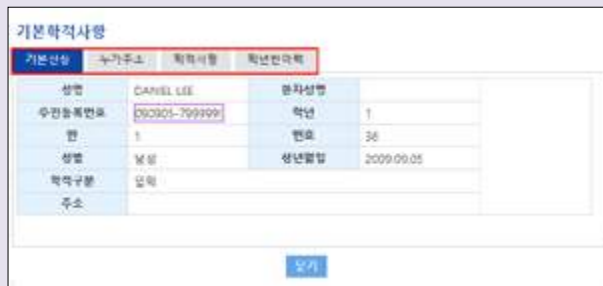 기본학적사항
기본신상 누가주소 학적사항 학년반이력
성명 DANIEL LEE 한자성명
주민등록번호 090905-799999 학년 1
반 1 번호 36
성별 남성 생년월일 2009.09.05
학적구분 입학
주소
닫기